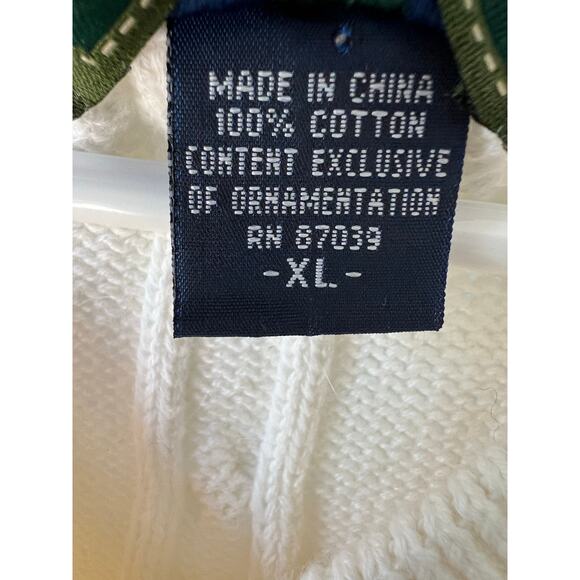 MADE IN CHINA
100% COTTON
CONTENT EXCLUSIVE
OF ORNAMENTATION
RN 87039
-XL-